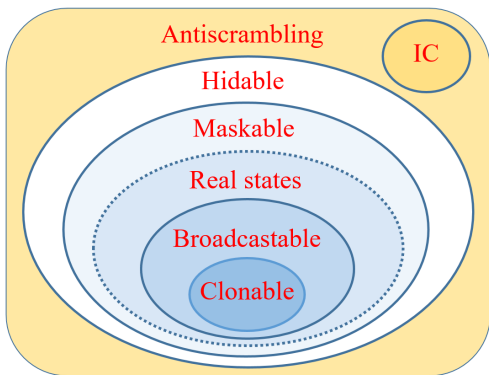 Antiscrambling
IC
Hidable
Maskable
Real states
Broadcastable
Clonable